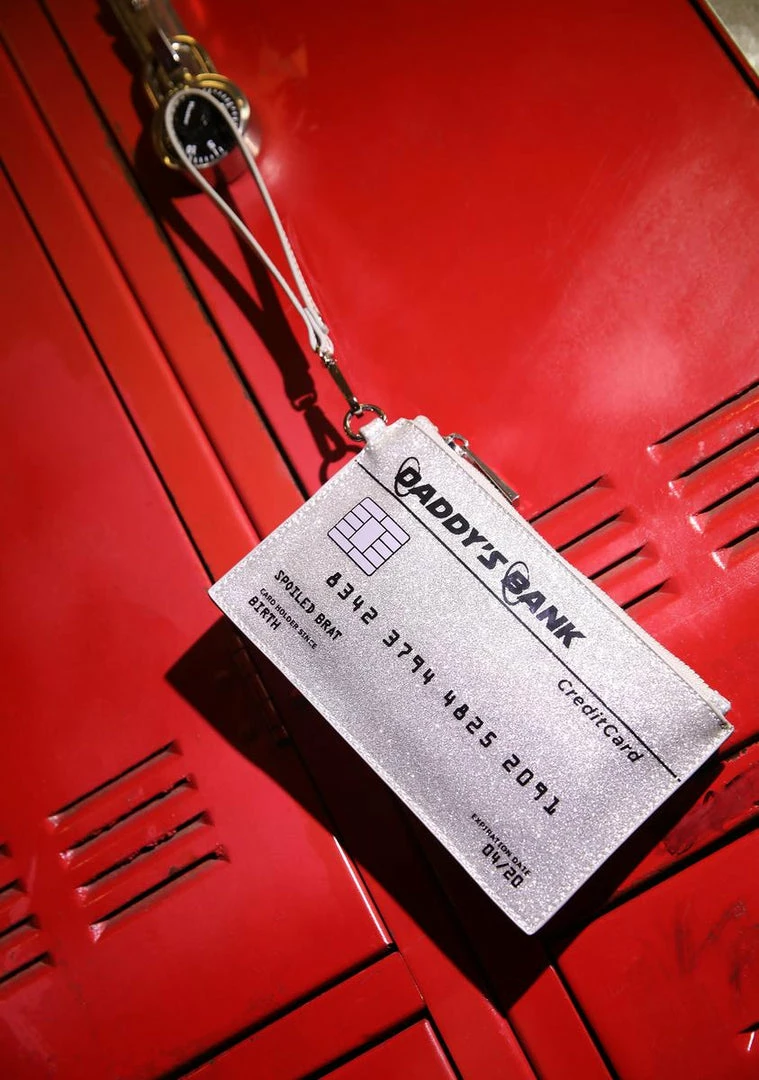 DADDY'S BANK
CreditCard
8342 3794 4825 2091
SPOILED BRAT
CARD HOLDER SINCE
BIRTH
EXPIRATION DATE
04/20